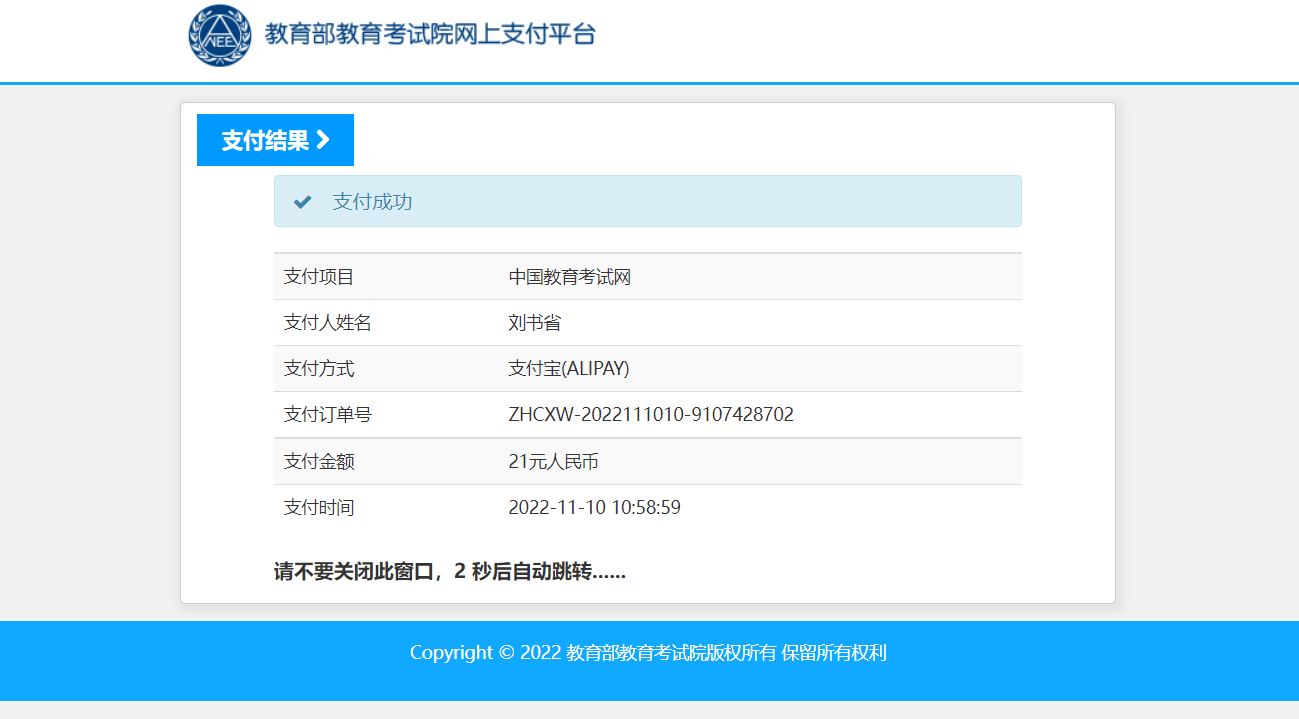 NEEA
教育部教育考试院网上支付平台
支付结果
支付成功
支付项目 中国教育考试网
支付人姓名 刘书省
支付方式 支付宝(ALIPAY)
支付订单号 ZHCXW-2022111010-9107428702
支付金额 21元人民币
支付时间 2022-11-10 10:58:59
请不要关闭此窗口，2 秒后自动跳转......
Copyright © 2022 教育部教育考试院版权所有 保留所有权利